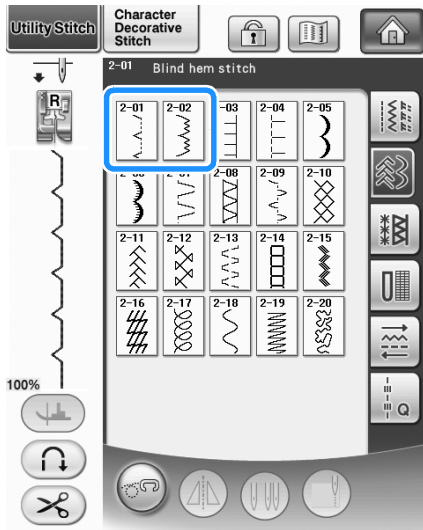 Utility Stitch
Character
Decorative
Stitch
2-01 Blind hem stitch
R
2-01 2-02 -03 2-04 2-05
2-08 2-09 2-10
2-11 2-12 2-13 2-14 2-15
2-16 2-17 2-18 2-19 2-20
100%
Q